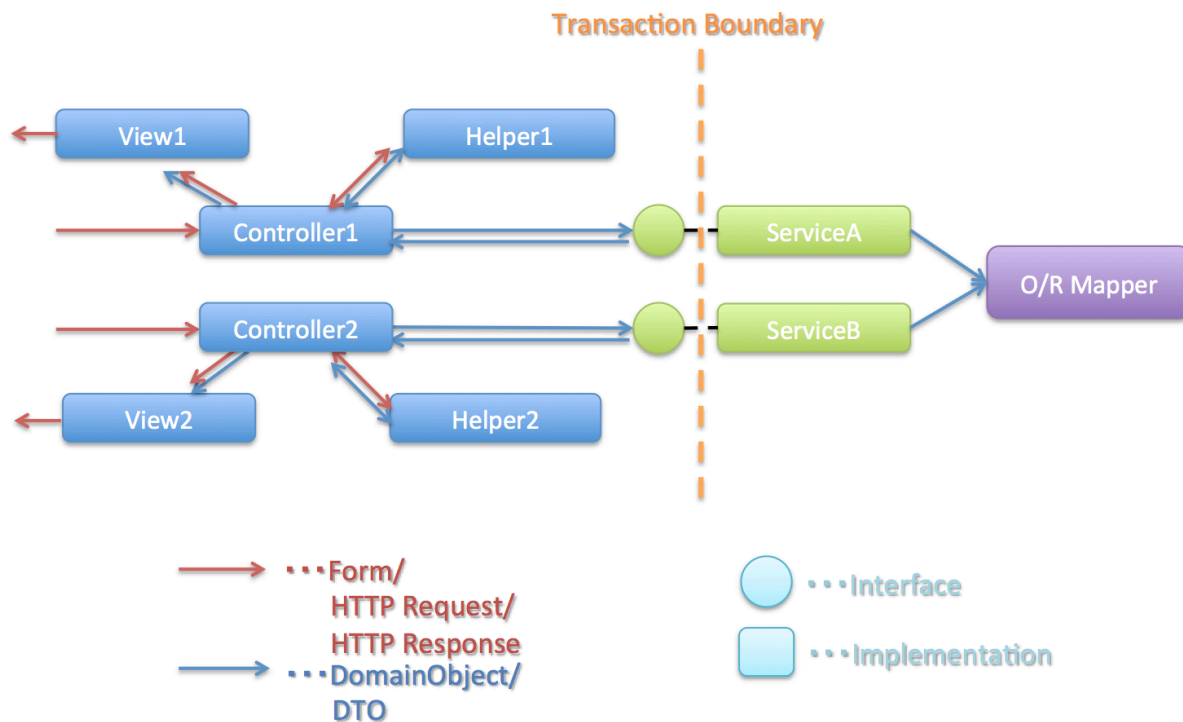 Transaction Boundary
View1
Helper1
Controller1
ServiceA
O/R Mapper
Controller2
ServiceB
View2
Helper2
・・・Form/
HTTP Request/
HTTP Response
・・・DomainObject/
DTO
・・・Interface
・・・Implementation